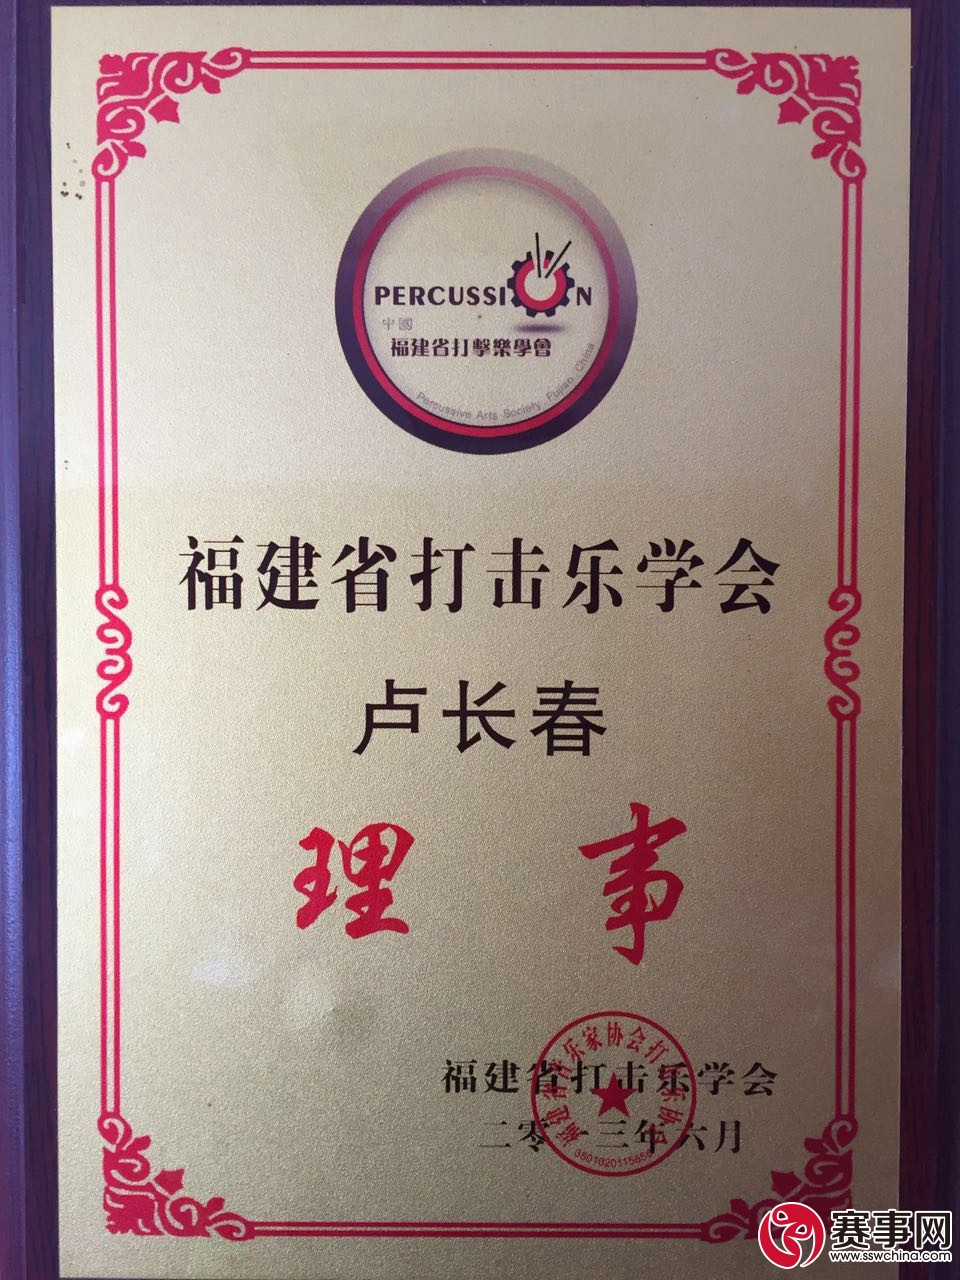 PERCUSSION
中國
福建省打擊樂學會
Percussive Arts Society Fujian China
福建省打击乐学会
卢长春
理事
福建省打击乐学会
二零一三年六月
赛事网
www.sswchina.com